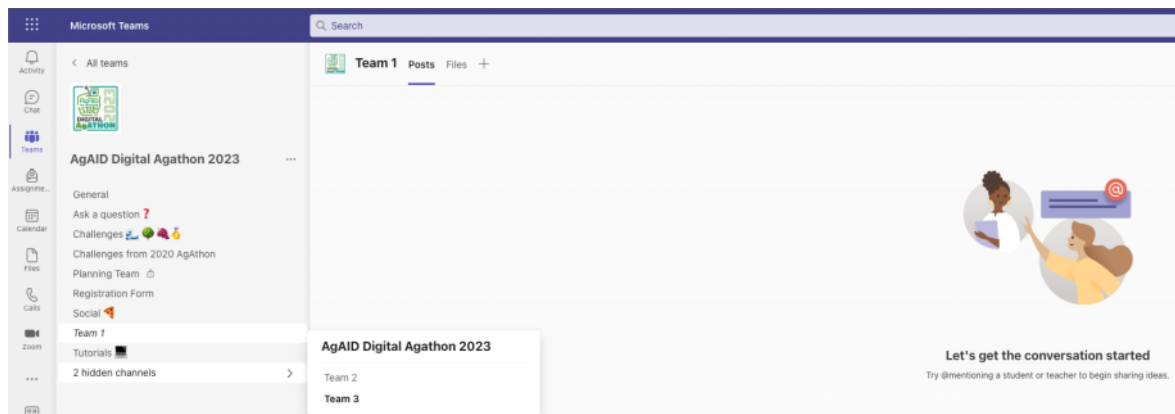 Microsoft Teams
Search
Activity
Chat
Teams
Assignme...
Calendar
Files
Calls
Zoom
All teams
DIGITAL
AgATHON
2023
AgAID Digital Agathon 2023
General
Ask a question ❓
Challenges
Challenges from 2020 AgAthon
Planning Team
Registration Form
Social 🍕
Team 1
Tutorials
2 hidden channels
Team 1 Posts Files +
AgAID Digital Agathon 2023
Team 2
Team 3
@
Let's get the conversation started
Try @mentioning a student or teacher to begin sharing ideas.